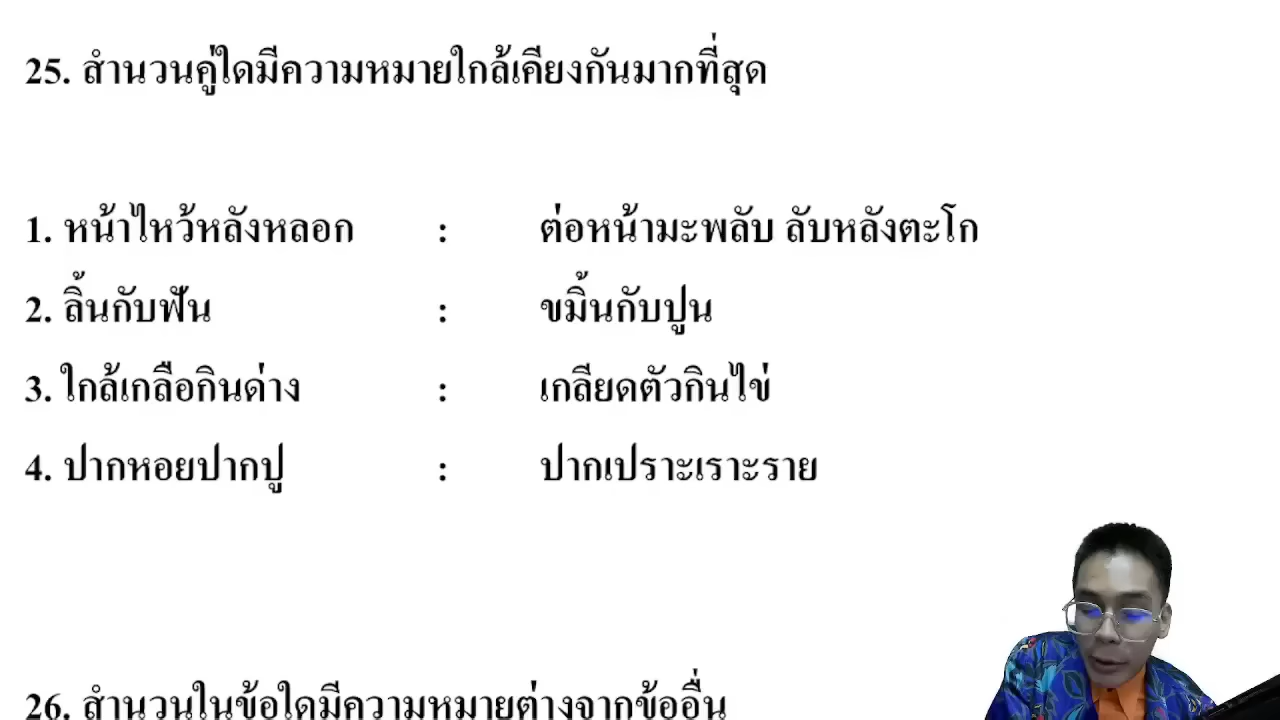 25. สำนวนคู่ใดมีความหมายใกล้เคียงกันมากที่สุด
1. หน้าไหว้หลังหลอก : ต่อหน้ามะพลับ ลับหลังตะโก
2. ลิ้นกับฟัน : ขมิ้นกับปูน
3. ใกล้เกลือกินด่าง : เกลียดตัวกินไข่
4. ปากหอยปากปู : ปากเปราะเราะราย
26. สำนวนในข้อใดมีความหมายต่างจากข้ออื่น